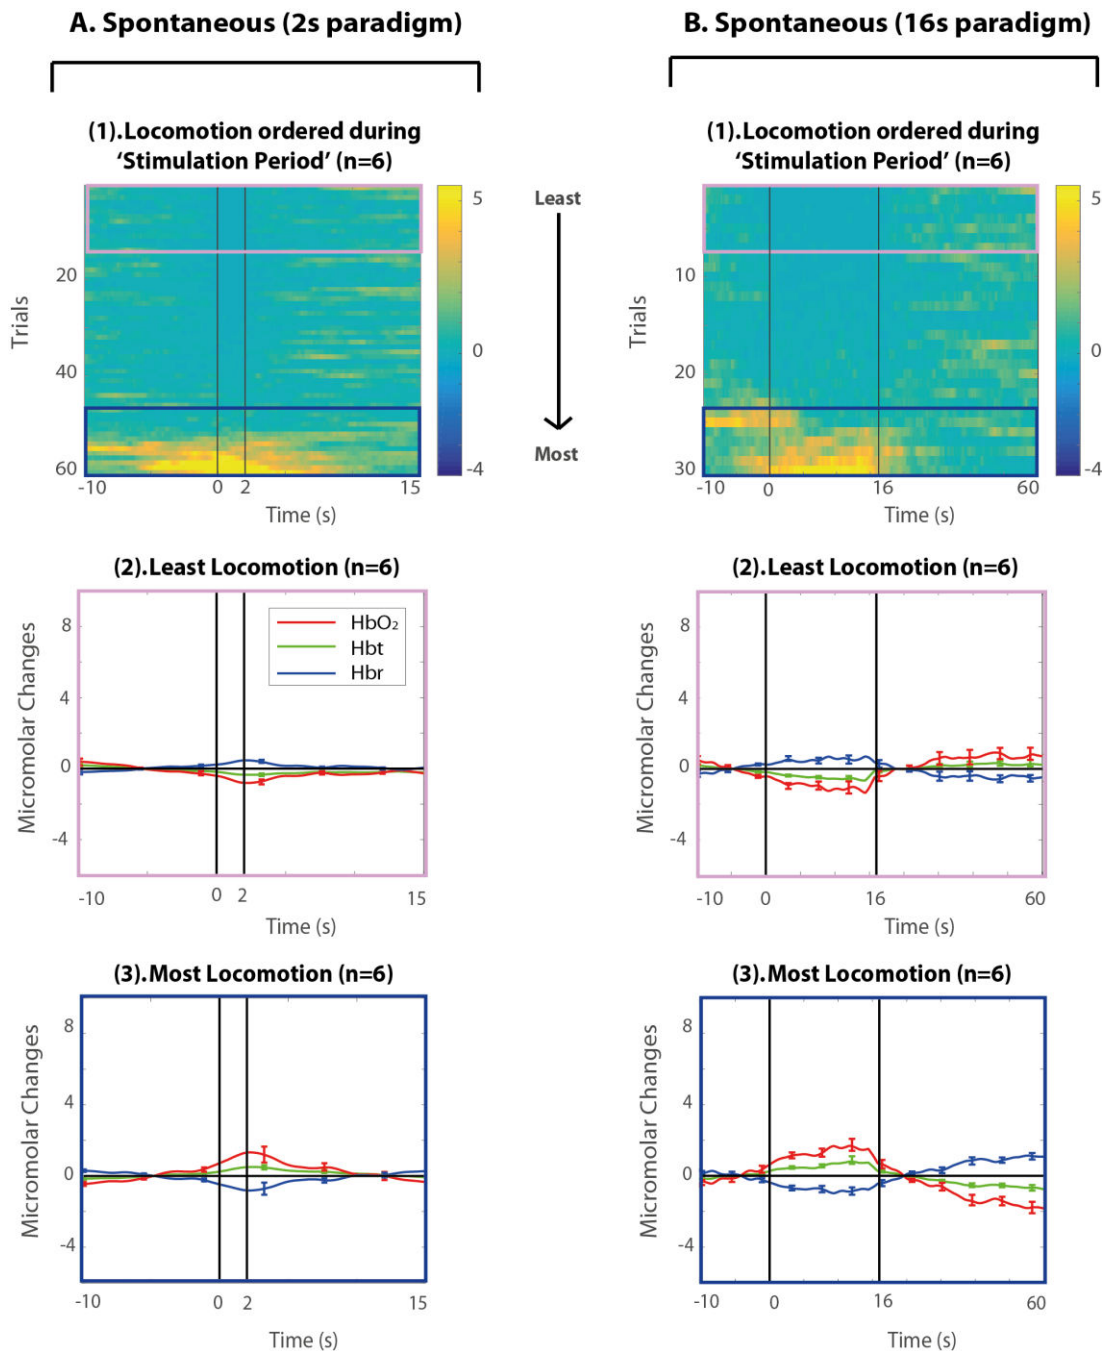 A. Spontaneous (2s paradigm)
B. Spontaneous (16s paradigm)
(1).Locomotion ordered during
‘Stimulation Period’ (n=6)
Trials
20
40
60
-10
0
2
15
Time (s)
5
0
-4
Least
Most
(1).Locomotion ordered during
‘Stimulation Period’ (n=6)
Trials
10
20
30
-10
0
16
60
Time (s)
5
0
-4
(2).Least Locomotion (n=6)
Micromolar Changes
8
4
0
-4
HbO₂
Hbt
Hbr
-10
0
2
15
Time (s)
(2).Least Locomotion (n=6)
Micromolar Changes
8
4
0
-4
-10
0
16
60
Time (s)
(3).Most Locomotion (n=6)
Micromolar Changes
8
4
0
-4
-10
0
2
15
Time (s)
(3).Most Locomotion (n=6)
Micromolar Changes
8
4
0
-4
-10
0
16
60
Time (s)